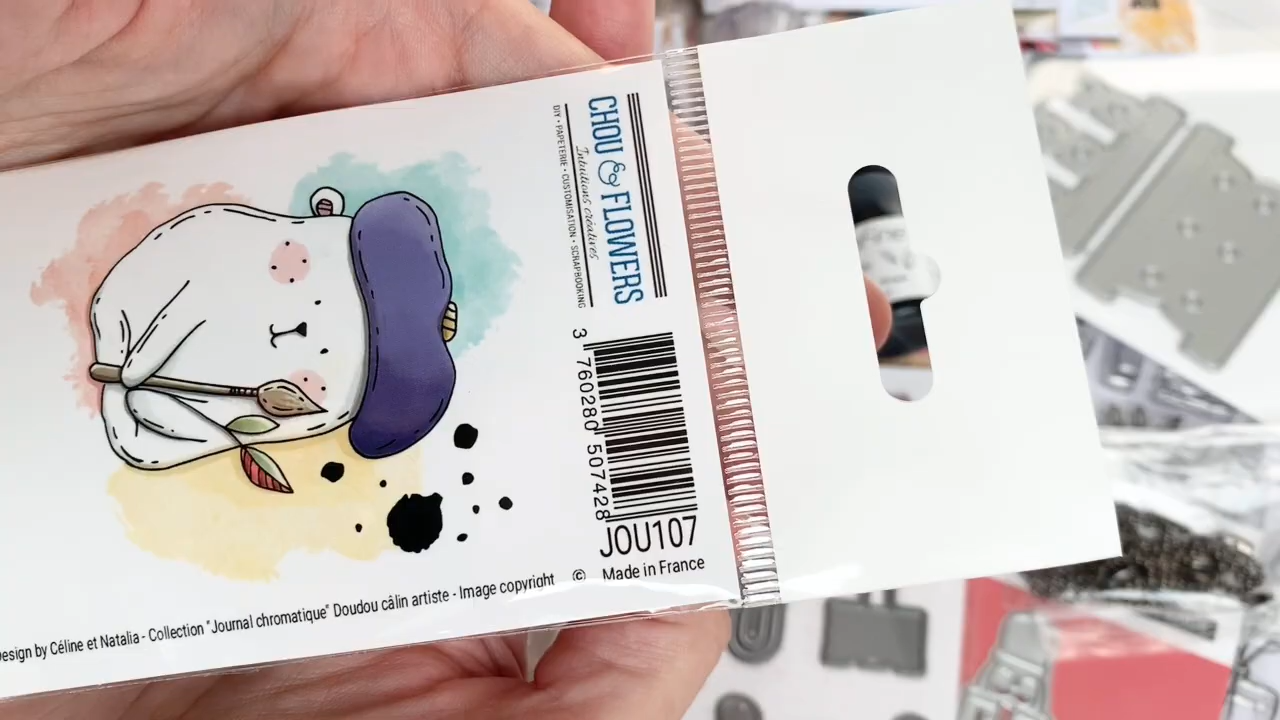 CHOU & FLOWERS
Intuitions créatives
DIY • PAPETERIE • CUSTOMISATION • SCRAPBOOKING
3 760280 507428
JOU107
Made in France
Design by Céline et Natalia - Collection "Journal chromatique" Doudou câlin artiste - Image copyright ©